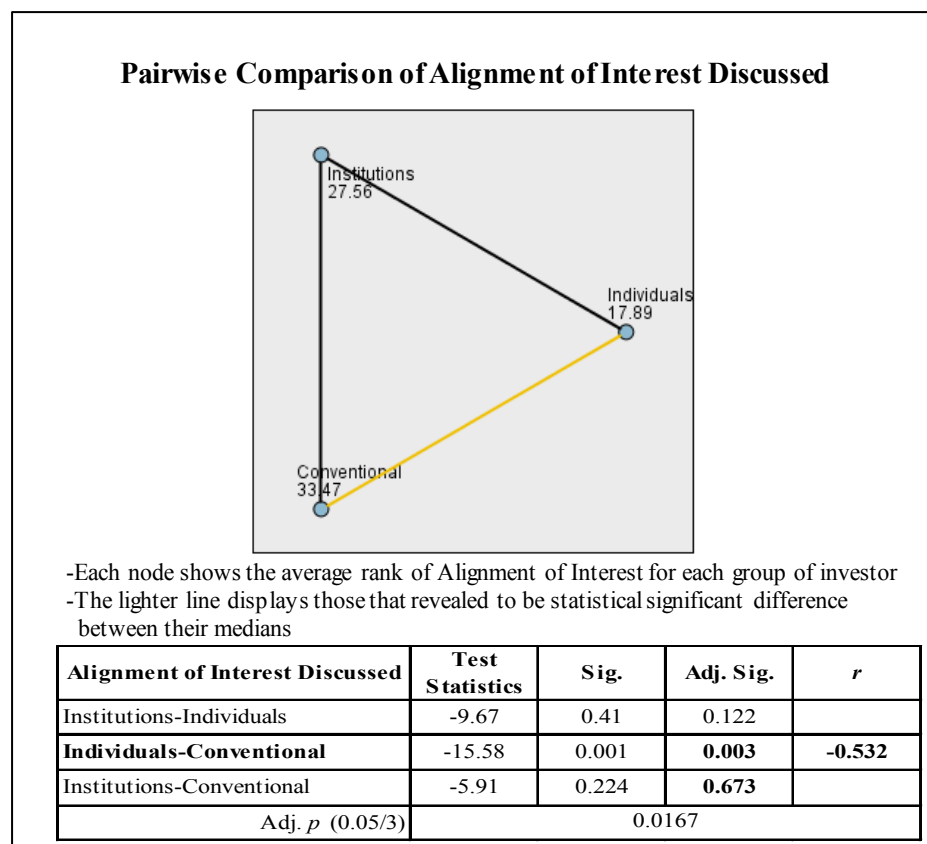 Pairwise Comparison of Alignment of Interest Discussed
Institutions
27.56
Individuals
17.89
Conventional
33.47
-Each node shows the average rank of Alignment of Interest for each group of investor
-The lighter line displays those that revealed to be statistical significant difference
between their medians
Alignment of Interest Discussed Test Statistics Sig. Adj. Sig. r
Institutions-Individuals -9.67 0.41 0.122
Individuals-Conventional -15.58 0.001 0.003 -0.532
Institutions-Conventional -5.91 0.224 0.673
Adj. p (0.05/3) 0.0167